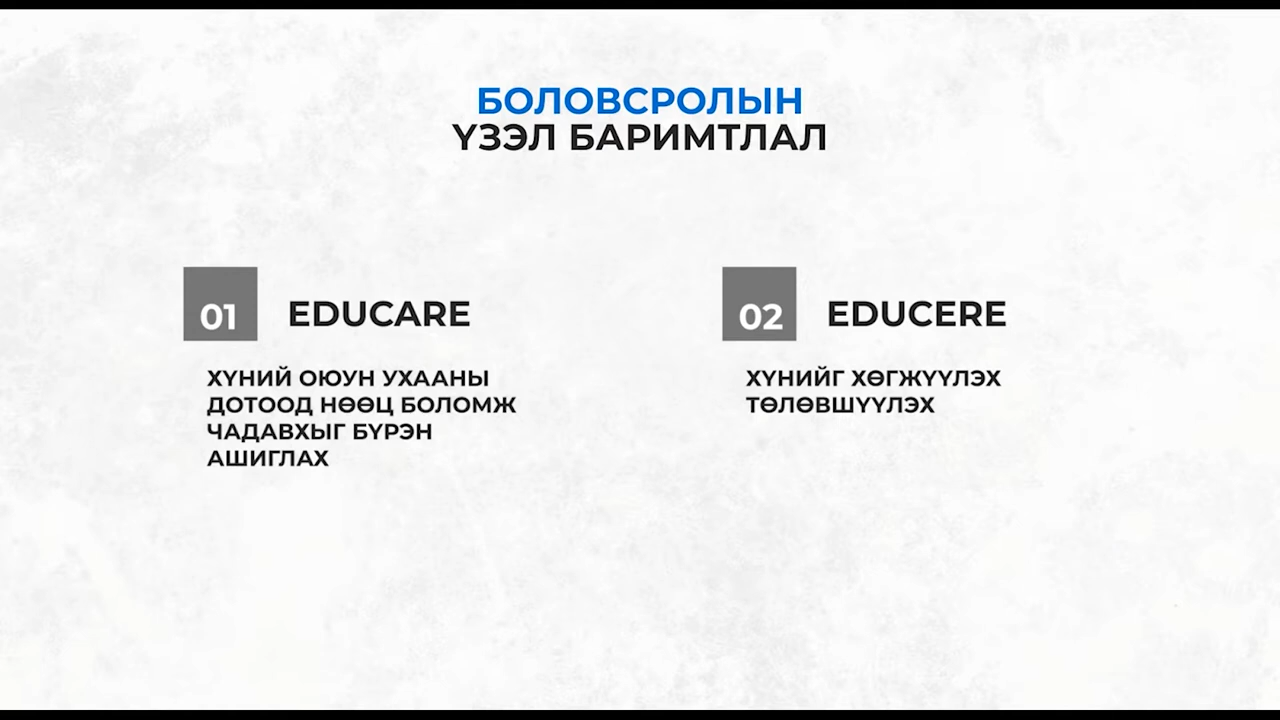 БОЛОВСРОЛЫН
ҮЗЭЛ БАРИМТЛАЛ
01 EDUCARE
ХҮНИЙ ОЮУН УХААНЫ
ДОТООД НӨӨЦ БОЛОМЖ
ЧАДАВХЫГ БҮРЭН
АШИГЛАХ
02 EDUCERE
ХҮНИЙГ ХӨГЖҮҮЛЭХ
ТӨЛӨВШҮҮЛЭХ